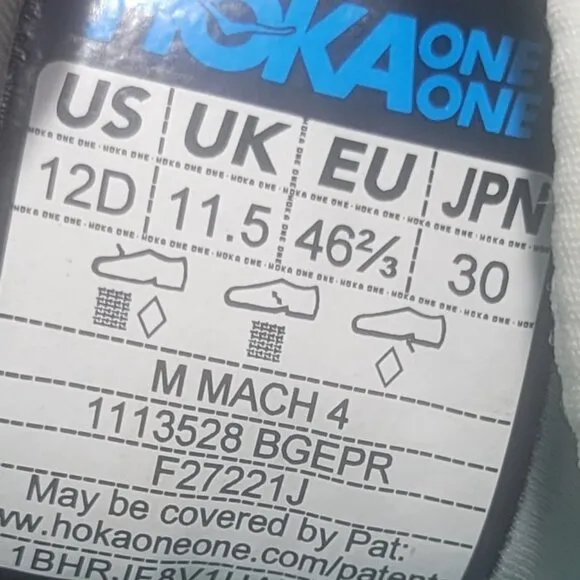 HOKA ONE ONE
US UK EU JPN
12D 11.5 46⅔ 30
M MACH 4
1113528 BGEPR
F27221J
May be covered by Pat:
www.hokaoneone.com/patent